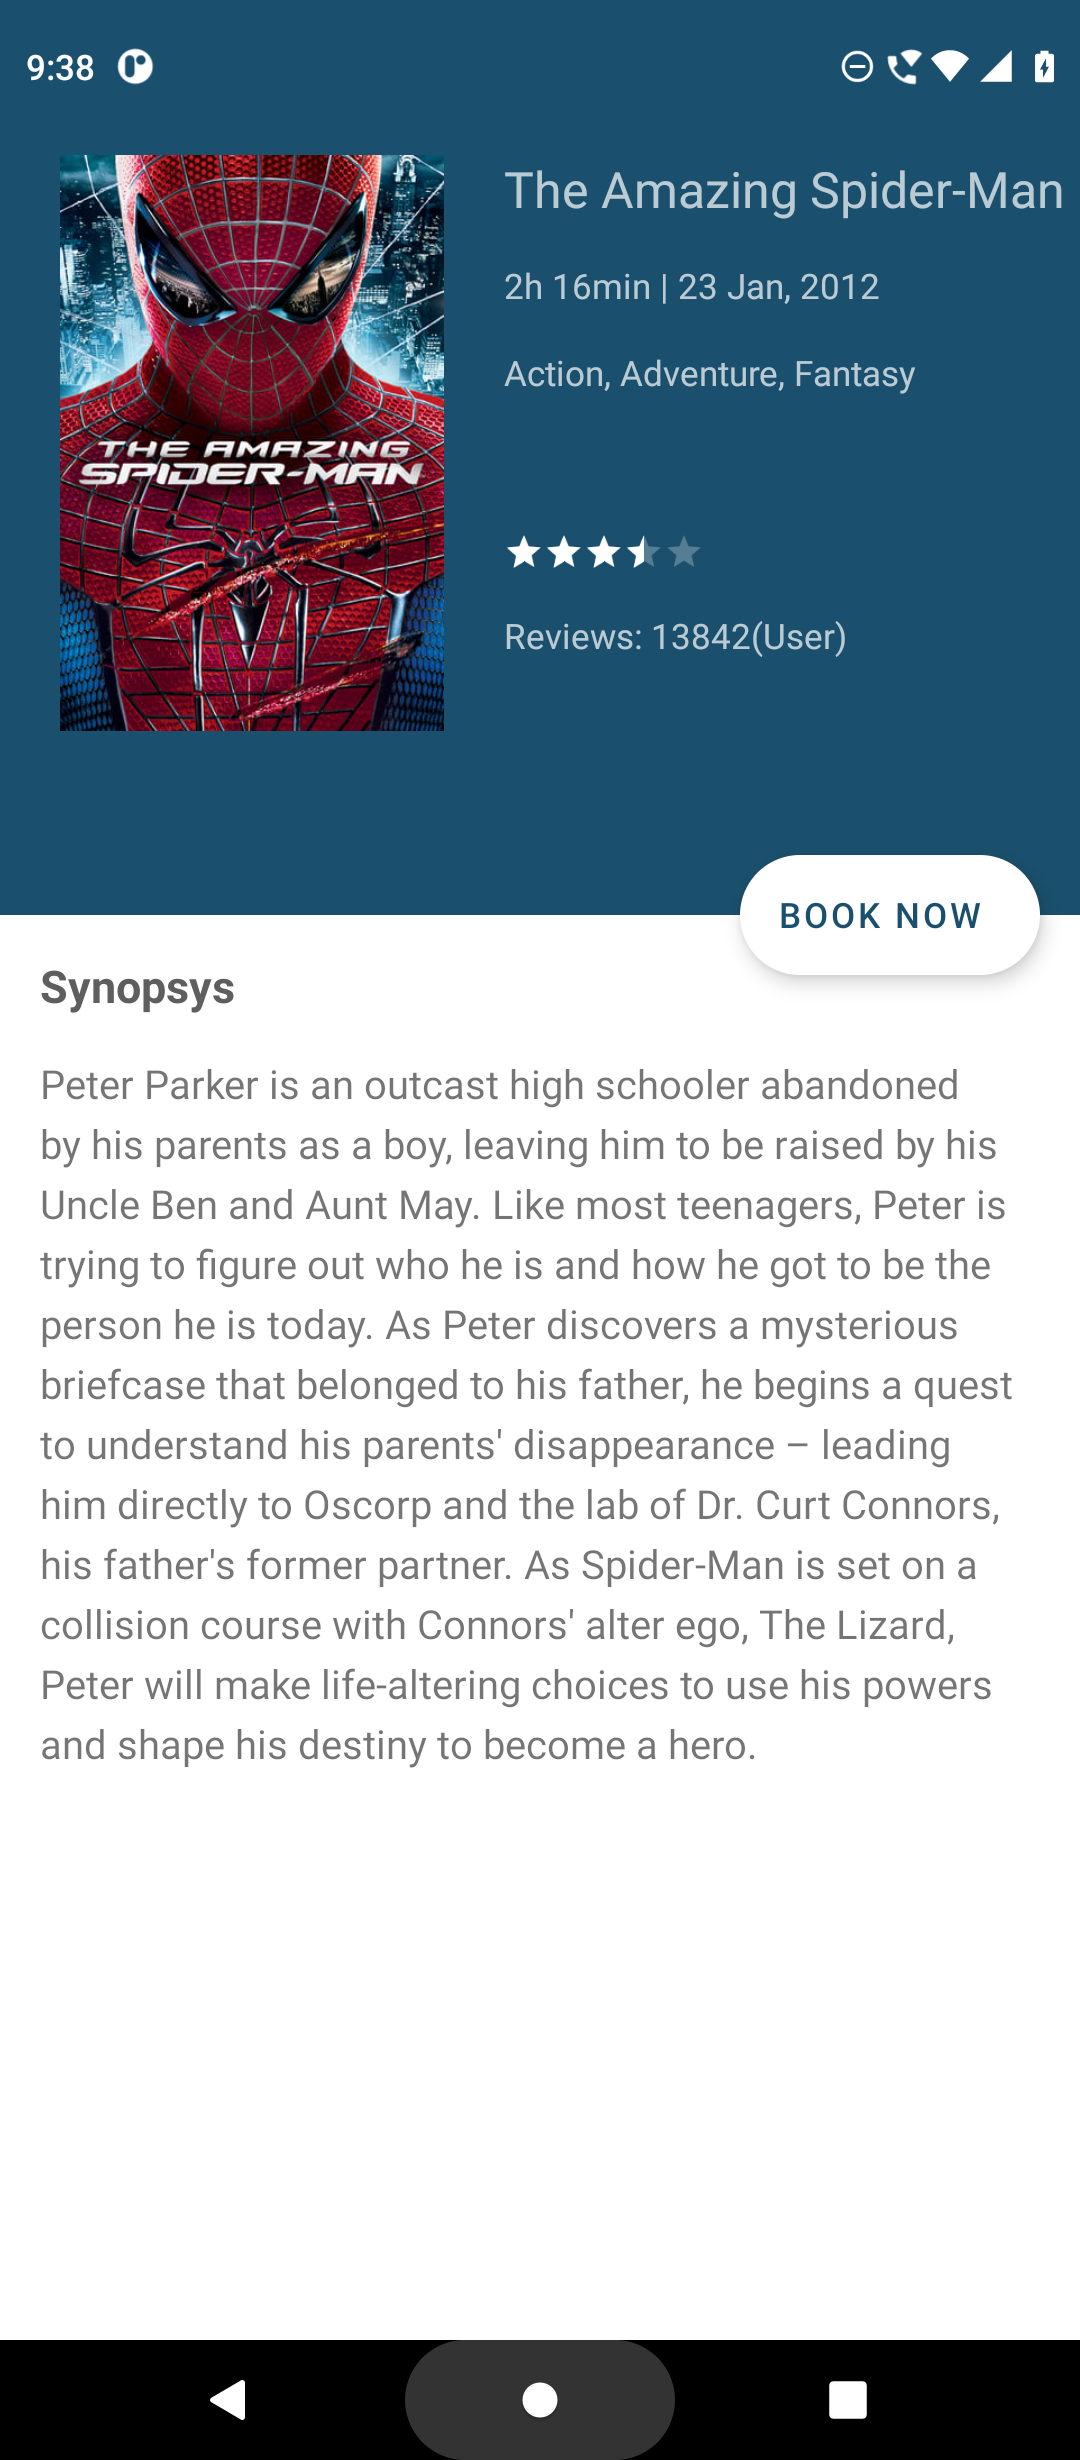 9:38
The Amazing Spider-Man
2h 16min | 23 Jan, 2012
Action, Adventure, Fantasy
THE AMAZING
SPIDER-MAN
Reviews: 13842(User)
BOOK NOW
Synopsys
Peter Parker is an outcast high schooler abandoned
by his parents as a boy, leaving him to be raised by his
Uncle Ben and Aunt May. Like most teenagers, Peter is
trying to figure out who he is and how he got to be the
person he is today. As Peter discovers a mysterious
briefcase that belonged to his father, he begins a quest
to understand his parents' disappearance – leading
him directly to Oscorp and the lab of Dr. Curt Connors,
his father's former partner. As Spider-Man is set on a
collision course with Connors' alter ego, The Lizard,
Peter will make life-altering choices to use his powers
and shape his destiny to become a hero.